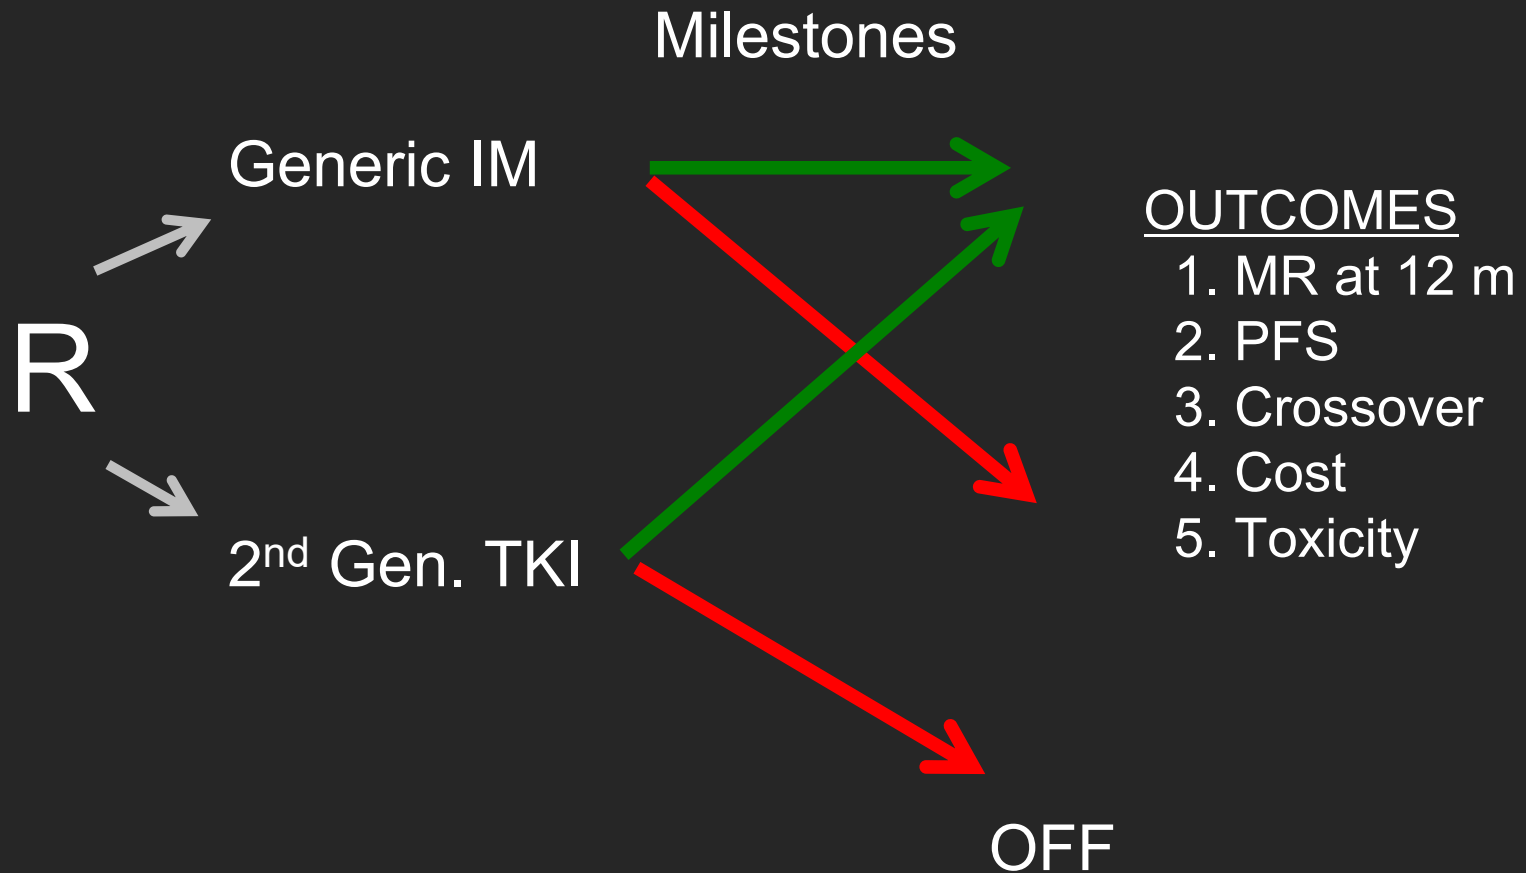 Milestones
Generic IM
R
2nd Gen. TKI
OUTCOMES
1. MR at 12 m
2. PFS
3. Crossover
4. Cost
5. Toxicity
OFF